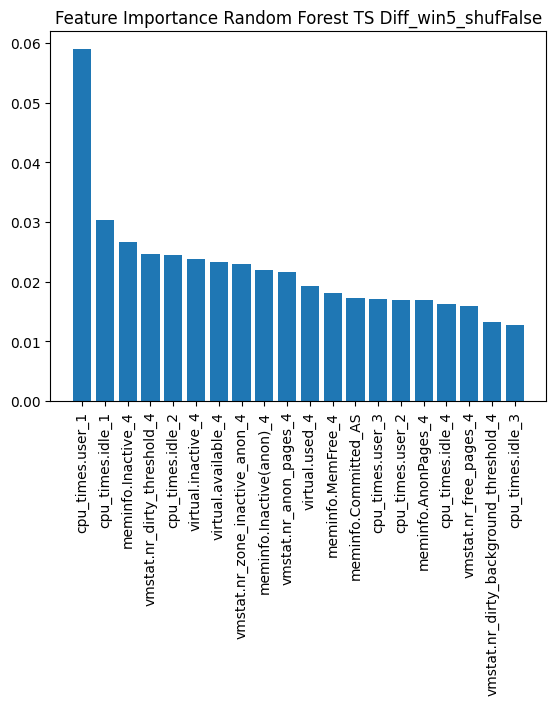 Feature Importance Random Forest TS Diff_win5_shufFalse
0.06
0.05
0.04
0.03
0.02
0.01
0.00
cpu_times.user_1
cpu_times.idle_1
meminfo.Inactive_4
vmstat.nr_dirty_threshold_4
cpu_times.idle_2
virtual.inactive_4
virtual.available_4
vmstat.nr_zone_inactive_anon_4
meminfo.Inactive(anon)_4
vmstat.nr_anon_pages_4
virtual.used_4
meminfo.MemFree_4
meminfo.Committed_AS
cpu_times.user_3
cpu_times.user_2
meminfo.AnonPages_4
cpu_times.idle_4
vmstat.nr_free_pages_4
vmstat.nr_dirty_background_threshold_4
cpu_times.idle_3